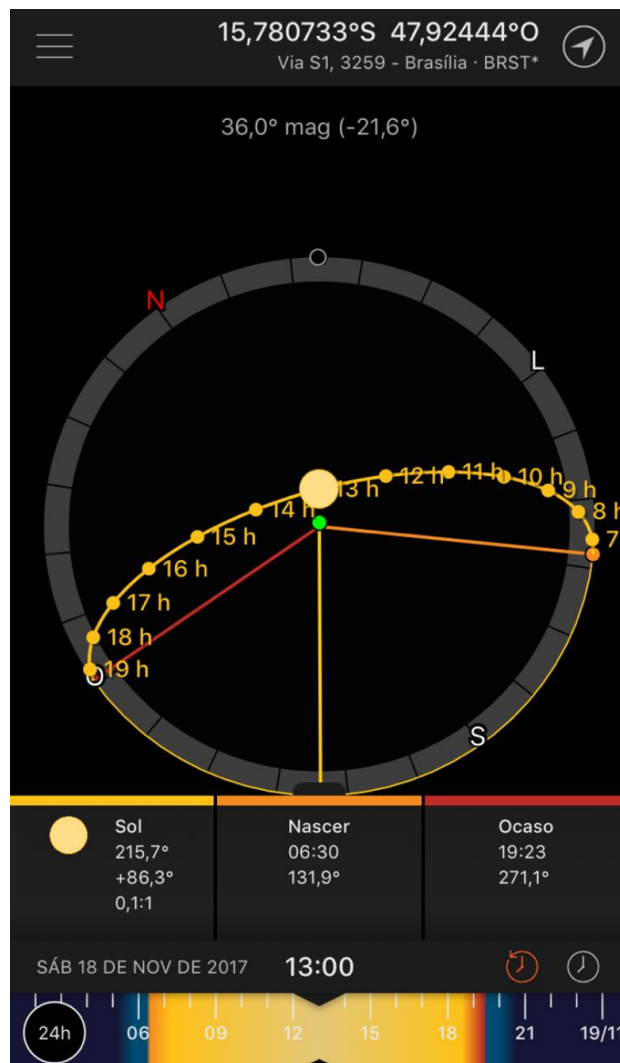 15,780733°S 47,92444°O
Via S1, 3259 - Brasília · BRST*
36,0° mag (-21,6°)
N
L
13 h
12 h
11 h
10 h
9 h
8 h
7
14 h
15 h
16 h
17 h
18 h
19 h
O
S
Sol
215,7°
+86,3°
0,1:1
Nascer
06:30
131,9°
Ocaso
19:23
271,1°
SÁB 18 DE NOV DE 2017 13:00
24h 06 09 12 15 18 21 19/11